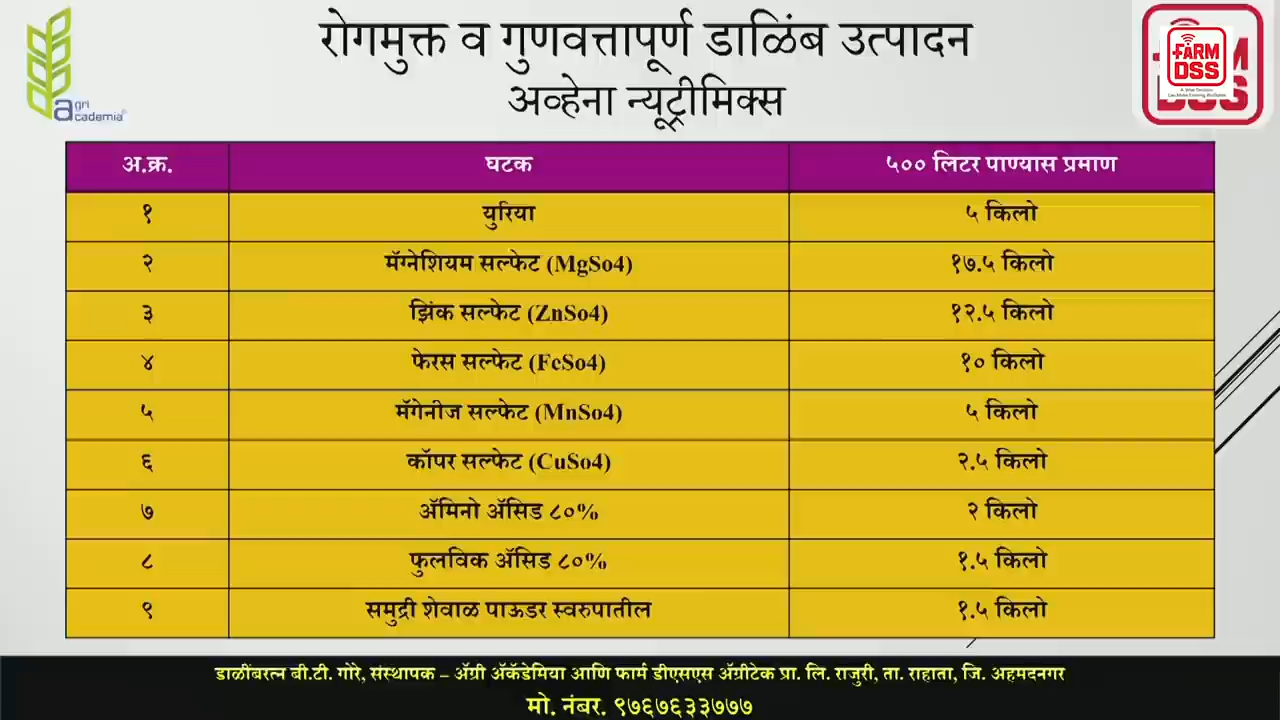 रोगमुक्त व गुणवत्तापूर्ण डाळिंब उत्पादन
अव्हेना न्यूट्रीमिक्स
agri
academia
FARM
DSS
अ.क्र. घटक ५०० लिटर पाण्यास प्रमाण
१ युरिया ५ किलो
२ मॅग्नेशियम सल्फेट (MgSo4) १७.५ किलो
३ झिंक सल्फेट (ZnSo4) १२.५ किलो
४ फेरस सल्फेट (FeSo4) १० किलो
५ मॅगेनीज सल्फेट (MnSo4) ५ किलो
६ कॉपर सल्फेट (CuSo4) २.५ किलो
७ ॲमिनो ॲसिड ८०% २ किलो
८ फुलविक ॲसिड ८०% १.५ किलो
९ समुद्री शेवाळ पाऊडर स्वरुपातील १.५ किलो
डाळींबरत्न बी.टी. गोरे, संस्थापक – ॲग्री ॲकॅडेमिया आणि फार्म डीएसएस ॲग्रीटेक प्रा. लि. राजुरी, ता. राहाता, जि. अहमदनगर
मो. नंबर. ९७६७६३३७७७